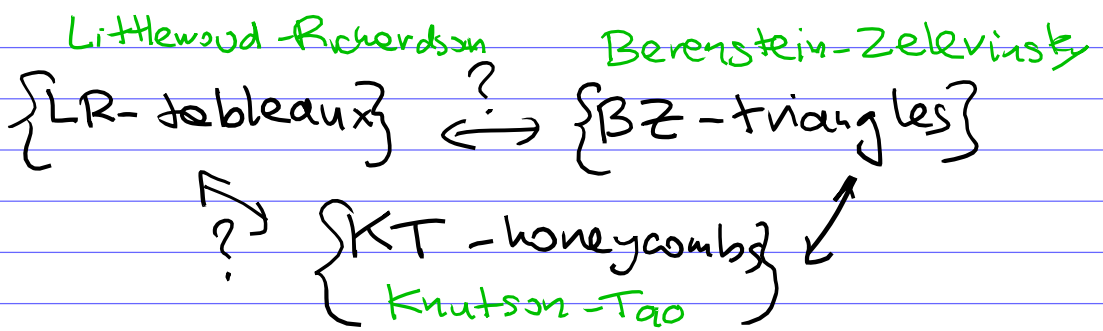 Littlewood-Richardson Berenstein-Zelevinsky
{LR-tableaux} ? ⟷ {BZ-triangles}
? {KT-honeycombs}
Knutson-Tao